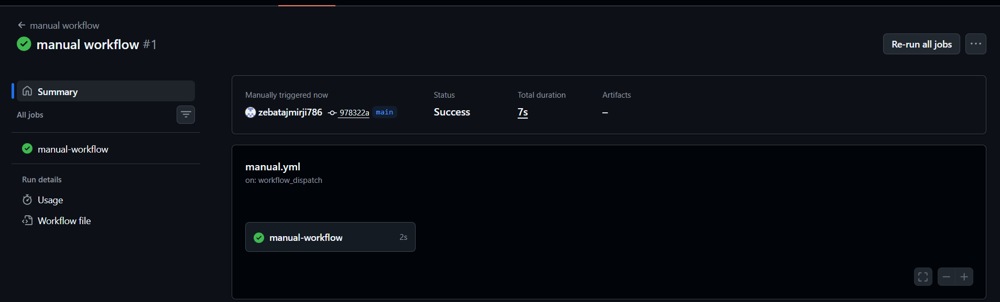 manual workflow
manual workflow #1
Re-run all jobs
Summary
All jobs
manual-workflow
Run details
Usage
Workflow file
Manually triggered now
zebatajmirji786 978322a main
Status
Success
Total duration
7s
Artifacts
–
manual.yml
on: workflow_dispatch
manual-workflow 2s